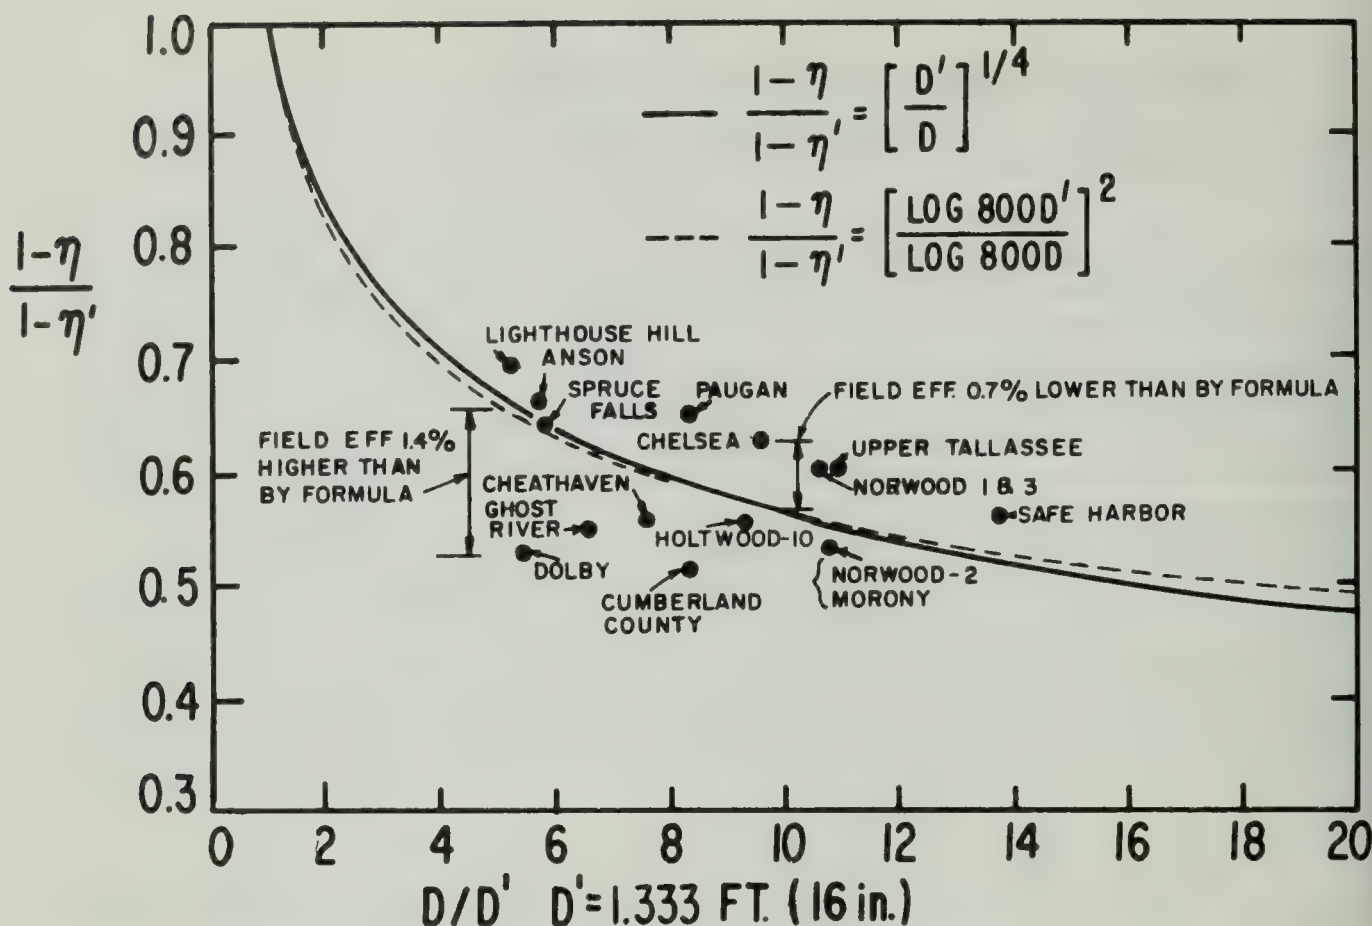 1.0
0.9
0.8
0.7
0.6
0.5
0.4
0.3
1-η
1-η'
1-η
1-η'
= [D'/D]^1/4
1-η
1-η'
= [LOG 800D'/LOG 800D]^2
LIGHTHOUSE HILL
ANSON
SPRUCE
FALLS
PAUGAN
FIELD EFF. 0.7% LOWER THAN BY FORMULA
CHELSEA
FIELD EFF 1.4%
HIGHER THAN
BY FORMULA
UPPER TALLASSEE
NORWOOD 1 & 3
CHEATHAVEN
GHOST
RIVER
HOLTWOOD-10
SAFE HARBOR
DOLBY
NORWOOD-2
MORONY
CUMBERLAND
COUNTY
0 2 4 6 8 10 12 14 16 18 20
D/D' D'=1.333 FT. (16 in.)